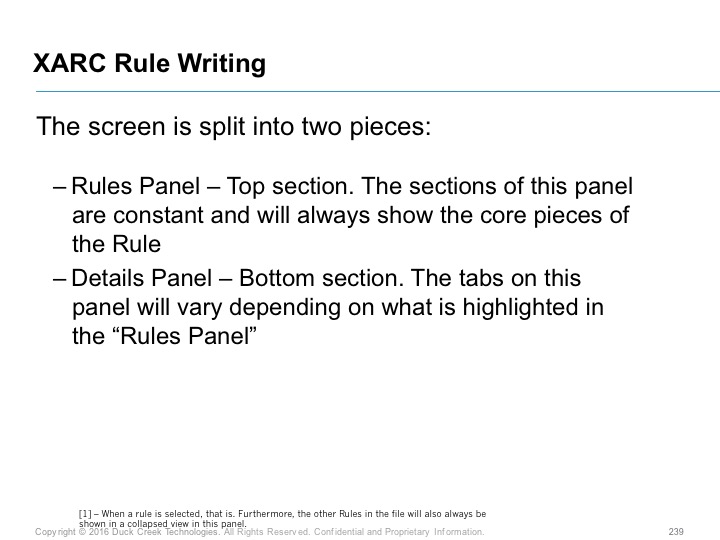 XARC Rule Writing
The screen is split into two pieces:
– Rules Panel – Top section. The sections of this panel
are constant and will always show the core pieces of
the Rule
– Details Panel – Bottom section. The tabs on this
panel will vary depending on what is highlighted in
the “Rules Panel”
[1] – When a rule is selected, that is. Furthermore, the other Rules in the file will also always be
shown in a collapsed view in this panel.
Copyright © 2016 Duck Creek Technologies. All Rights Reserved. Confidential and Proprietary Information.
239